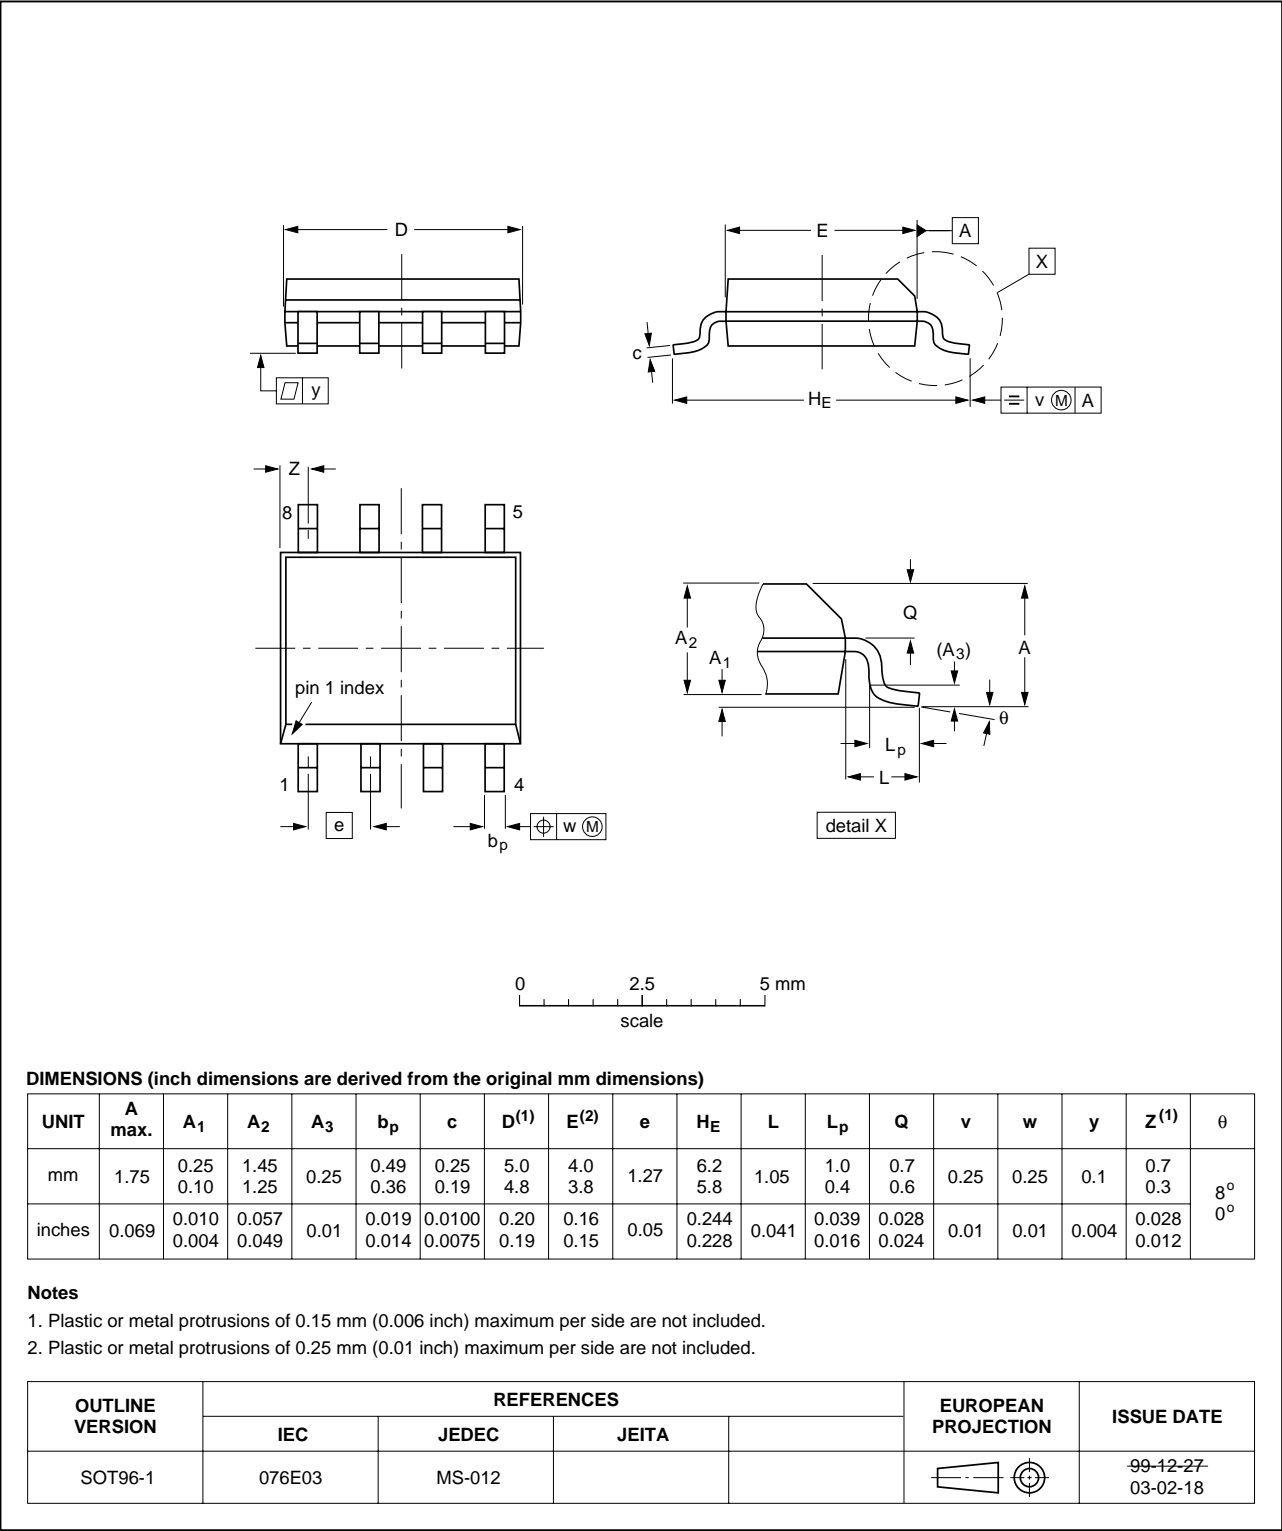 D
E
A
X
c
y
HE
v Ⓜ A
Z
8
5
pin 1 index
1
4
e
bp
w Ⓜ
A2
A1
Q
(A3)
A
θ
Lp
L
detail X
0 2.5 5 mm
scale
DIMENSIONS (inch dimensions are derived from the original mm dimensions)
UNIT A max. A1 A2 A3 bp c D(1) E(2) e HE L Lp Q v w y Z(1) θ
mm 1.75 0.25 0.10 1.45 1.25 0.25 0.49 0.36 0.25 0.19 5.0 4.8 4.0 3.8 1.27 6.2 5.8 1.05 1.0 0.4 0.7 0.6 0.25 0.25 0.1 0.7 0.3 8o 0o
inches 0.069 0.010 0.004 0.057 0.049 0.01 0.019 0.014 0.0100 0.0075 0.20 0.19 0.16 0.15 0.05 0.244 0.228 0.041 0.039 0.016 0.028 0.024 0.01 0.01 0.004 0.028 0.012
Notes
1. Plastic or metal protrusions of 0.15 mm (0.006 inch) maximum per side are not included.
2. Plastic or metal protrusions of 0.25 mm (0.01 inch) maximum per side are not included.
OUTLINE VERSION
REFERENCES
EUROPEAN PROJECTION
ISSUE DATE
IEC JEDEC JEITA
SOT96-1 076E03 MS-012
99-12-27
03-02-18